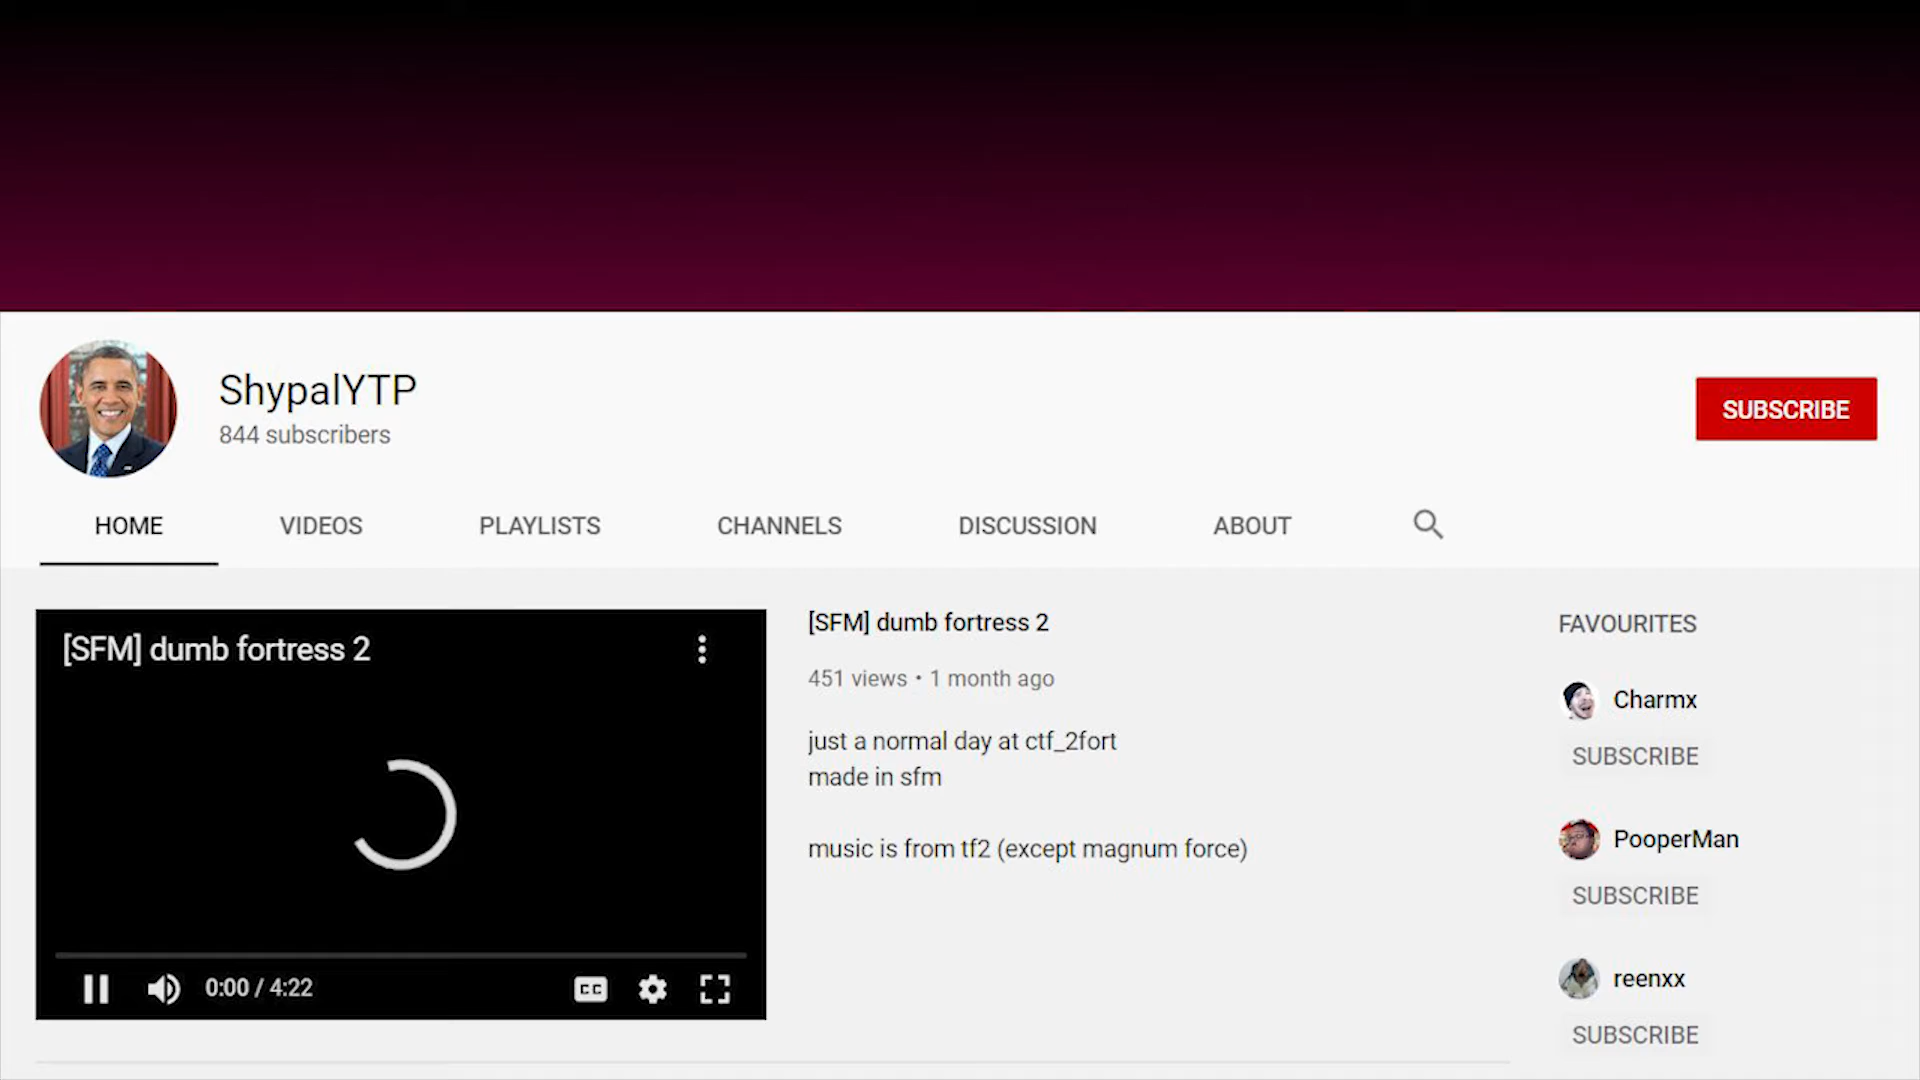 ShypalYTP
844 subscribers
SUBSCRIBE
HOME VIDEOS PLAYLISTS CHANNELS DISCUSSION ABOUT
[SFM] dumb fortress 2
0:00 / 4:22
CC
[SFM] dumb fortress 2
451 views • 1 month ago
just a normal day at ctf_2fort
made in sfm
music is from tf2 (except magnum force)
FAVOURITES
Charmx
SUBSCRIBE
PooperMan
SUBSCRIBE
reenxx
SUBSCRIBE